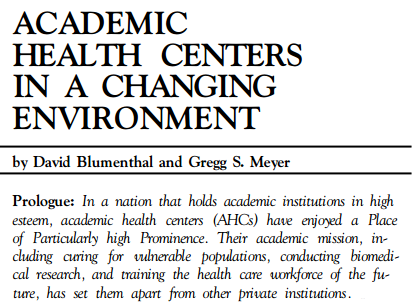 ACADEMIC
HEALTH CENTERS
IN A CHANGING
ENVIRONMENT
by David Blumenthal and Gregg S. Meyer
Prologue: In a nation that holds academic institutions in high
esteem, academic health centers (AHCs) have enjoyed a Place
of Particularly high Prominence. Their academic mission, in-
cluding curing for vulnerable populations, conducting biomedi-
cal research, and training the health care workforce of the fu-
ture, has set them apart from other private institutions.